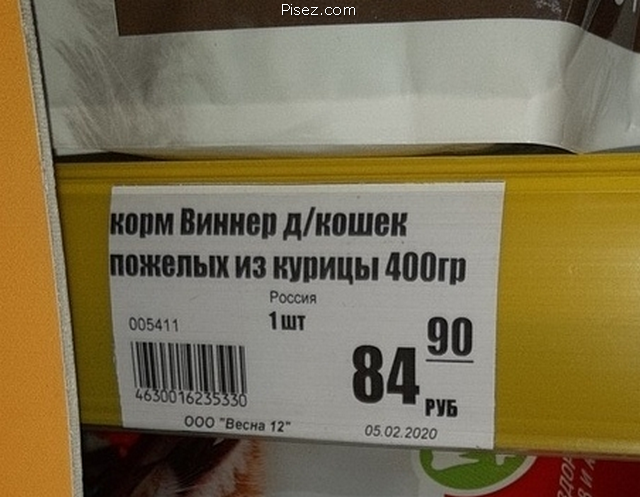 Pisez.com
корм Виннер д/кошек
пожелых из курицы 400гр
Россия
1 шт
005411
84 90
РУБ
4630016235330
ООО "Весна 12"
05.02.2020